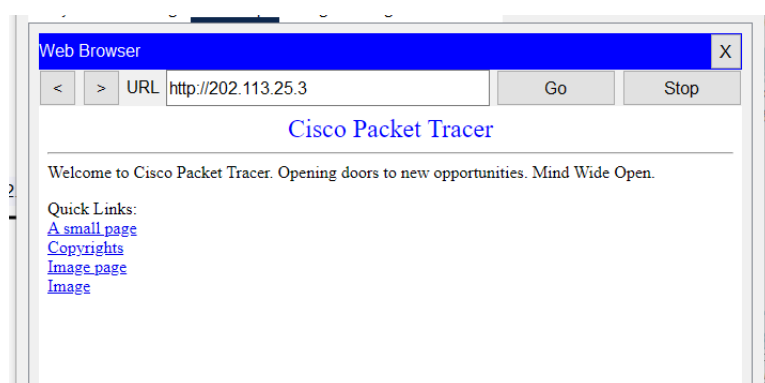 Web Browser X
< > URL http://202.113.25.3 Go Stop
Cisco Packet Tracer
Welcome to Cisco Packet Tracer. Opening doors to new opportunities. Mind Wide Open.
Quick Links:
A small page
Copyrights
Image page
Image